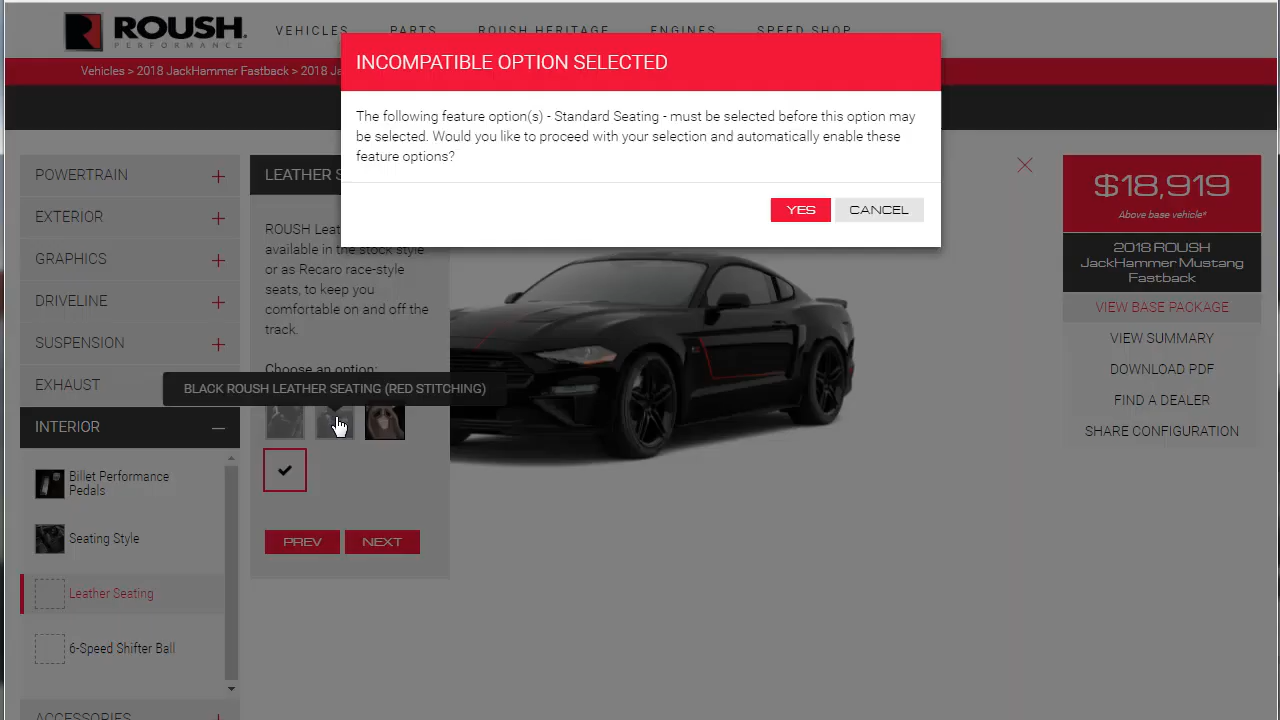 ROUSH
PERFORMANCE
VEHICLES
PARTS
ROUSH HERITAGE
ENGINES
SPEED SHOP
Vehicles > 2018 JackHammer Fastback > 2018 Ja
INCOMPATIBLE OPTION SELECTED
The following feature option(s) - Standard Seating - must be selected before this option may
be selected. Would you like to proceed with your selection and automatically enable these
feature options?
YES
CANCEL
POWERTRAIN
EXTERIOR
GRAPHICS
DRIVELINE
SUSPENSION
EXHAUST
INTERIOR
Billet Performance
Pedals
Seating Style
Leather Seating
6-Speed Shifter Ball
ACCESSORIES
LEATHER S
ROUSH Leat
available in the stock style
or as Recaro race-style
seats, to keep you
comfortable on and off the
track.
Choose an option:
BLACK ROUSH LEATHER SEATING (RED STITCHING)
PREV
NEXT
$18,919
Above base vehicle*
2018 ROUSH
JackHammer Mustang
Fastback
VIEW BASE PACKAGE
VIEW SUMMARY
DOWNLOAD PDF
FIND A DEALER
SHARE CONFIGURATION